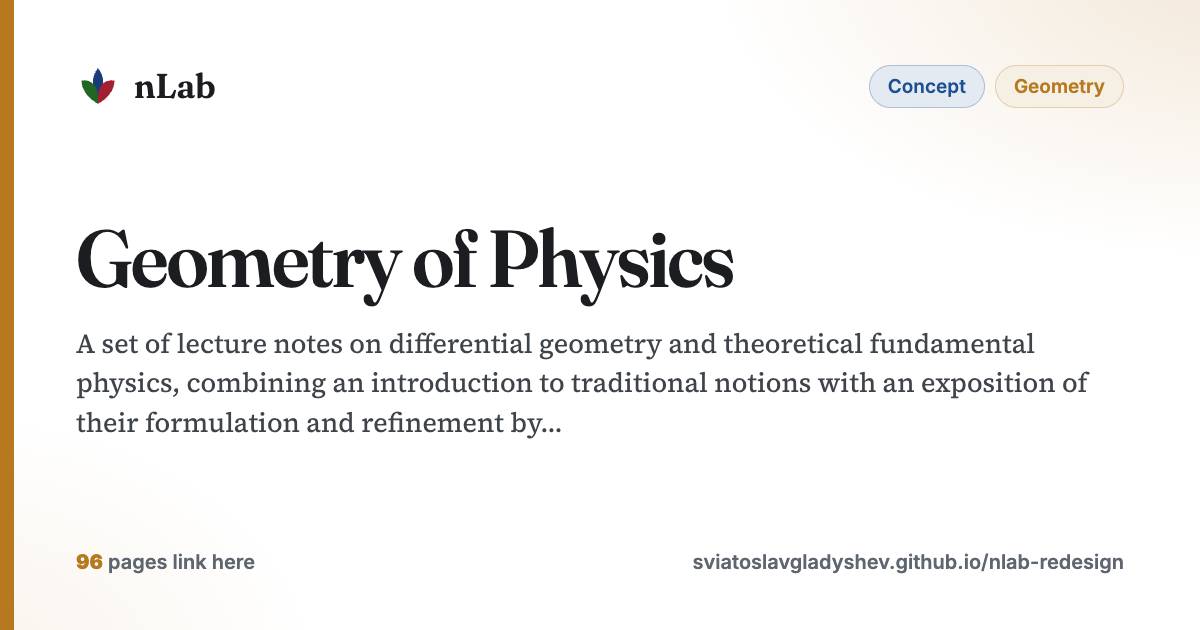 nLab
Concept
Geometry
Geometry of Physics
A set of lecture notes on differential geometry and theoretical fundamental
physics, combining an introduction to traditional notions with an exposition of
their formulation and refinement by...
96 pages link here
sviatoslavgladyshev.github.io/nlab-redesign